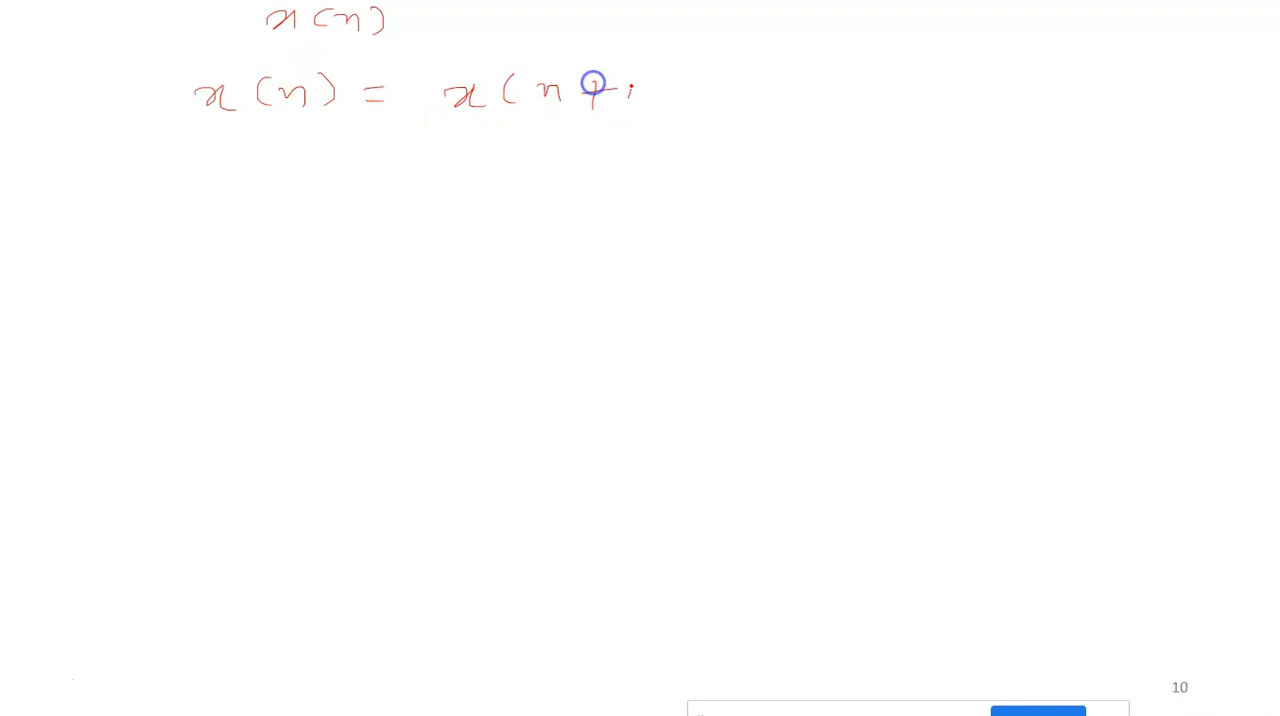 x(n)
x(n) = x(n+
10